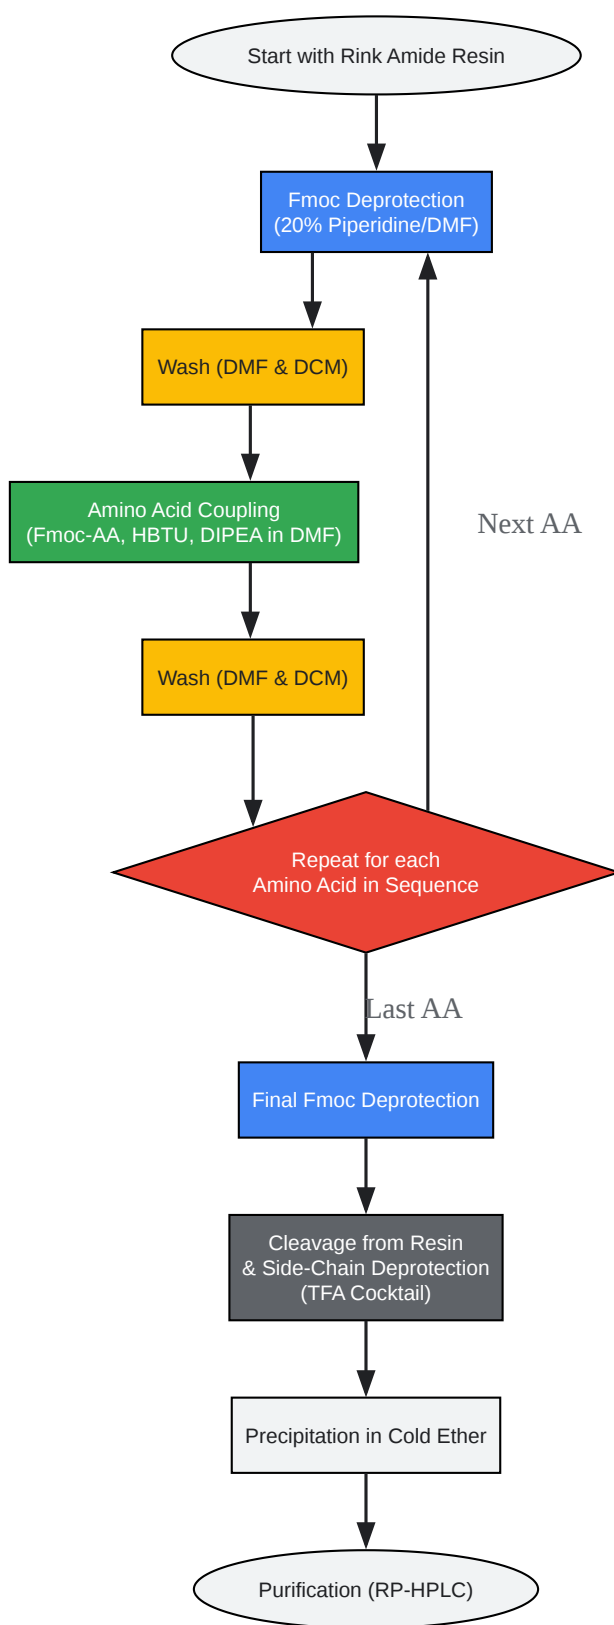 Start with Rink Amide Resin
Fmoc Deprotection
(20% Piperidine/DMF)
Wash (DMF & DCM)
Amino Acid Coupling
(Fmoc-AA, HBTU, DIPEA in DMF)
Next AA
Wash (DMF & DCM)
Repeat for each
Amino Acid in Sequence
Last AA
Final Fmoc Deprotection
Cleavage from Resin
& Side-Chain Deprotection
(TFA Cocktail)
Precipitation in Cold Ether
Purification (RP-HPLC)